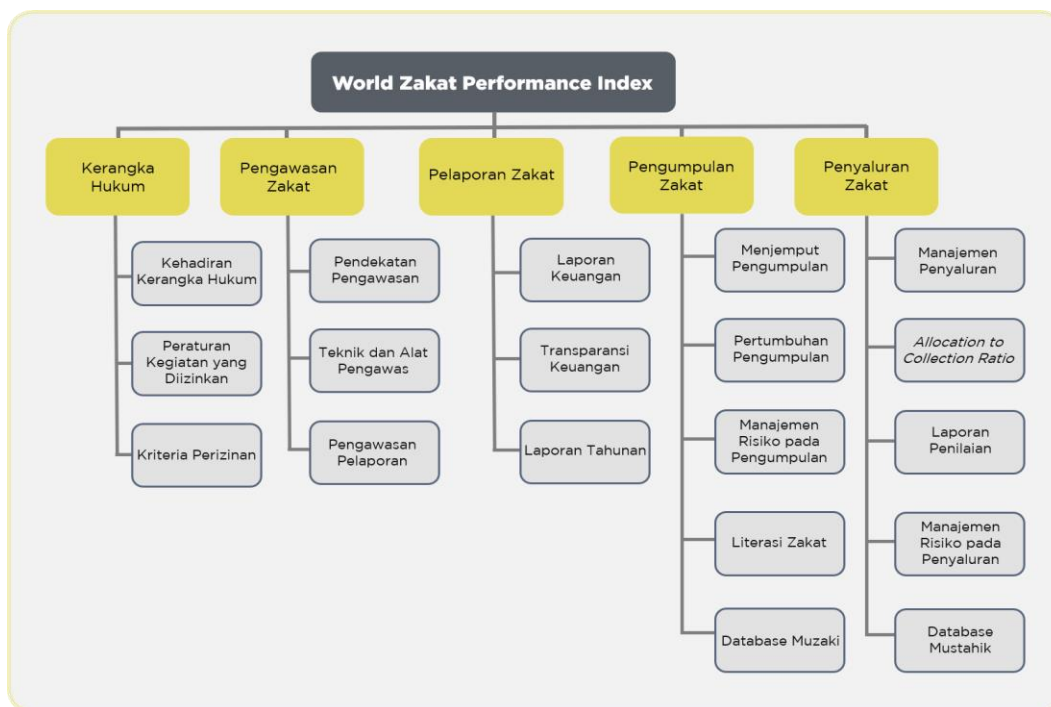 World Zakat Performance Index
Kerangka
Hukum
Pengawasan
Zakat
Pelaporan Zakat
Pengumpulan
Zakat
Penyaluran
Zakat
Kehadiran
Kerangka Hukum
Peraturan
Kegiatan yang
Diizinkan
Kriteria Perizinan
Pendekatan
Pengawasan
Teknik dan Alat
Pengawas
Pengawasan
Pelaporan
Laporan
Keuangan
Transparansi
Keuangan
Laporan Tahunan
Menjemput
Pengumpulan
Pertumbuhan
Pengumpulan
Manajemen
Risiko pada
Pengumpulan
Literasi Zakat
Database Muzaki
Manajemen
Penyaluran
Allocation to
Collection Ratio
Laporan
Penilaian
Manajemen
Risiko pada
Penyaluran
Database
Mustahik